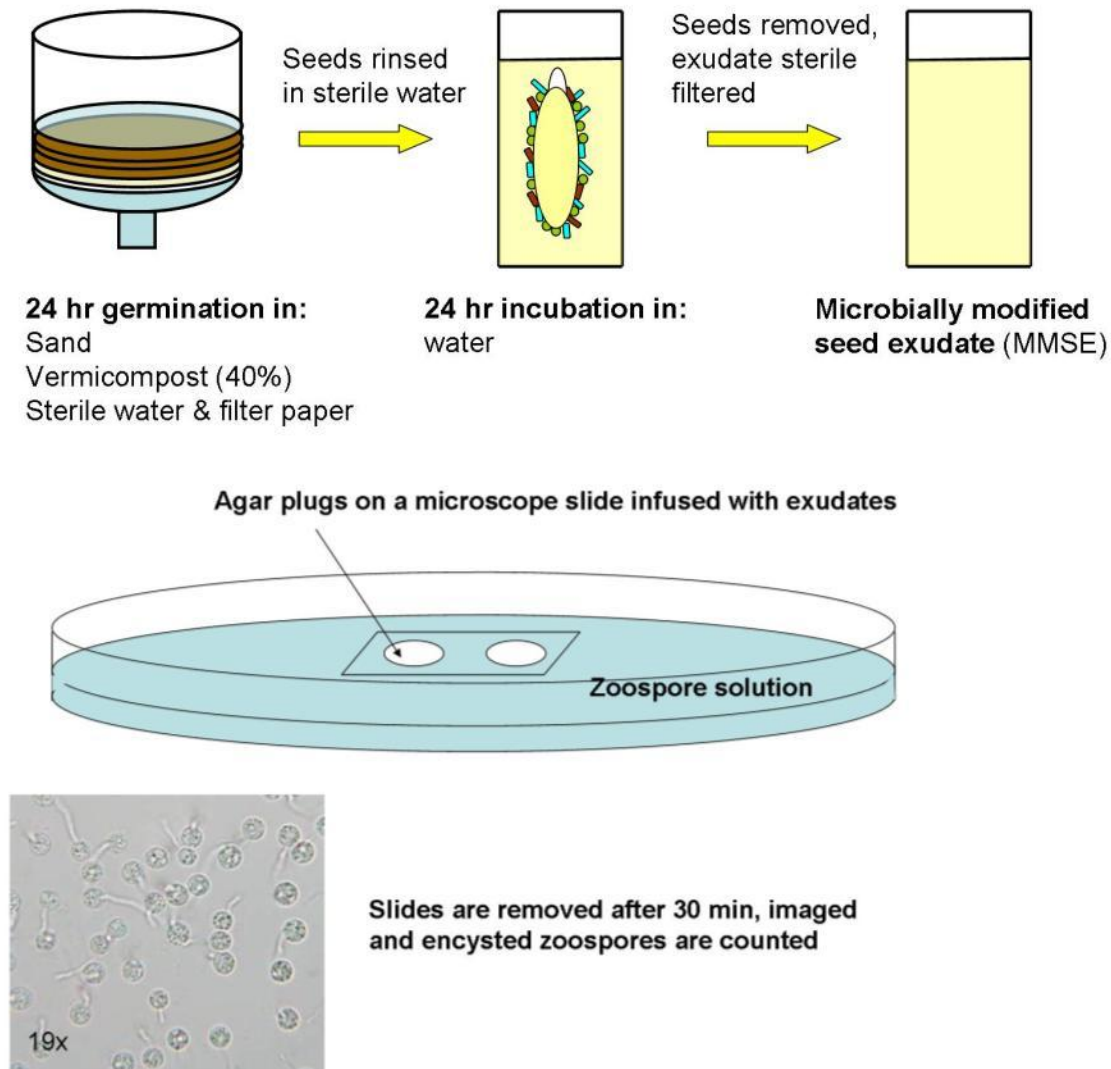 Seeds rinsed
in sterile water
Seeds removed,
exudate sterile
filtered
24 hr germination in:
Sand
Vermicompost (40%)
Sterile water & filter paper
24 hr incubation in:
water
Microbially modified
seed exudate (MMSE)
Agar plugs on a microscope slide infused with exudates
Zoospore solution
Slides are removed after 30 min, imaged
and encysted zoospores are counted
19x